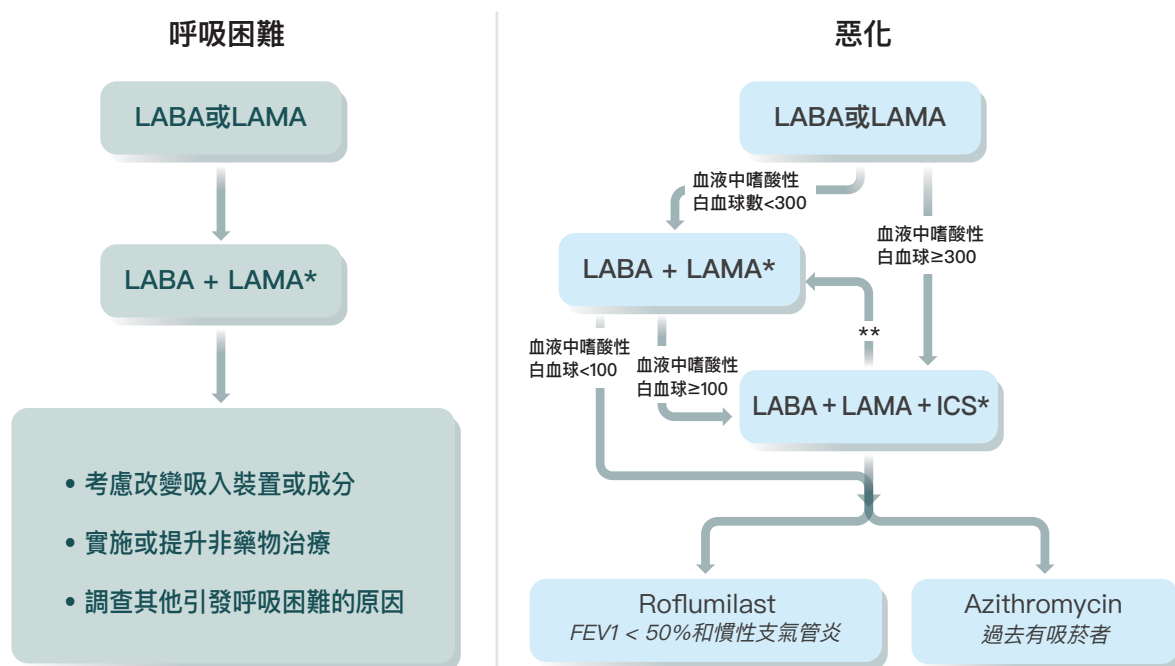 呼吸困難
LABA或LAMA
LABA + LAMA*
• 考慮改變吸入裝置或成分
• 實施或提升非藥物治療
• 調查其他引發呼吸困難的原因
惡化
LABA或LAMA
血液中嗜酸性
白血球數<300
血液中嗜酸性
白血球≥300
LABA + LAMA*
**
血液中嗜酸性
白血球<100
血液中嗜酸性
白血球≥100
LABA+LAMA+ICS*
Roflumilast
FEV1 < 50%和慣性支氣管炎
Azithromycin
過去有吸菸者